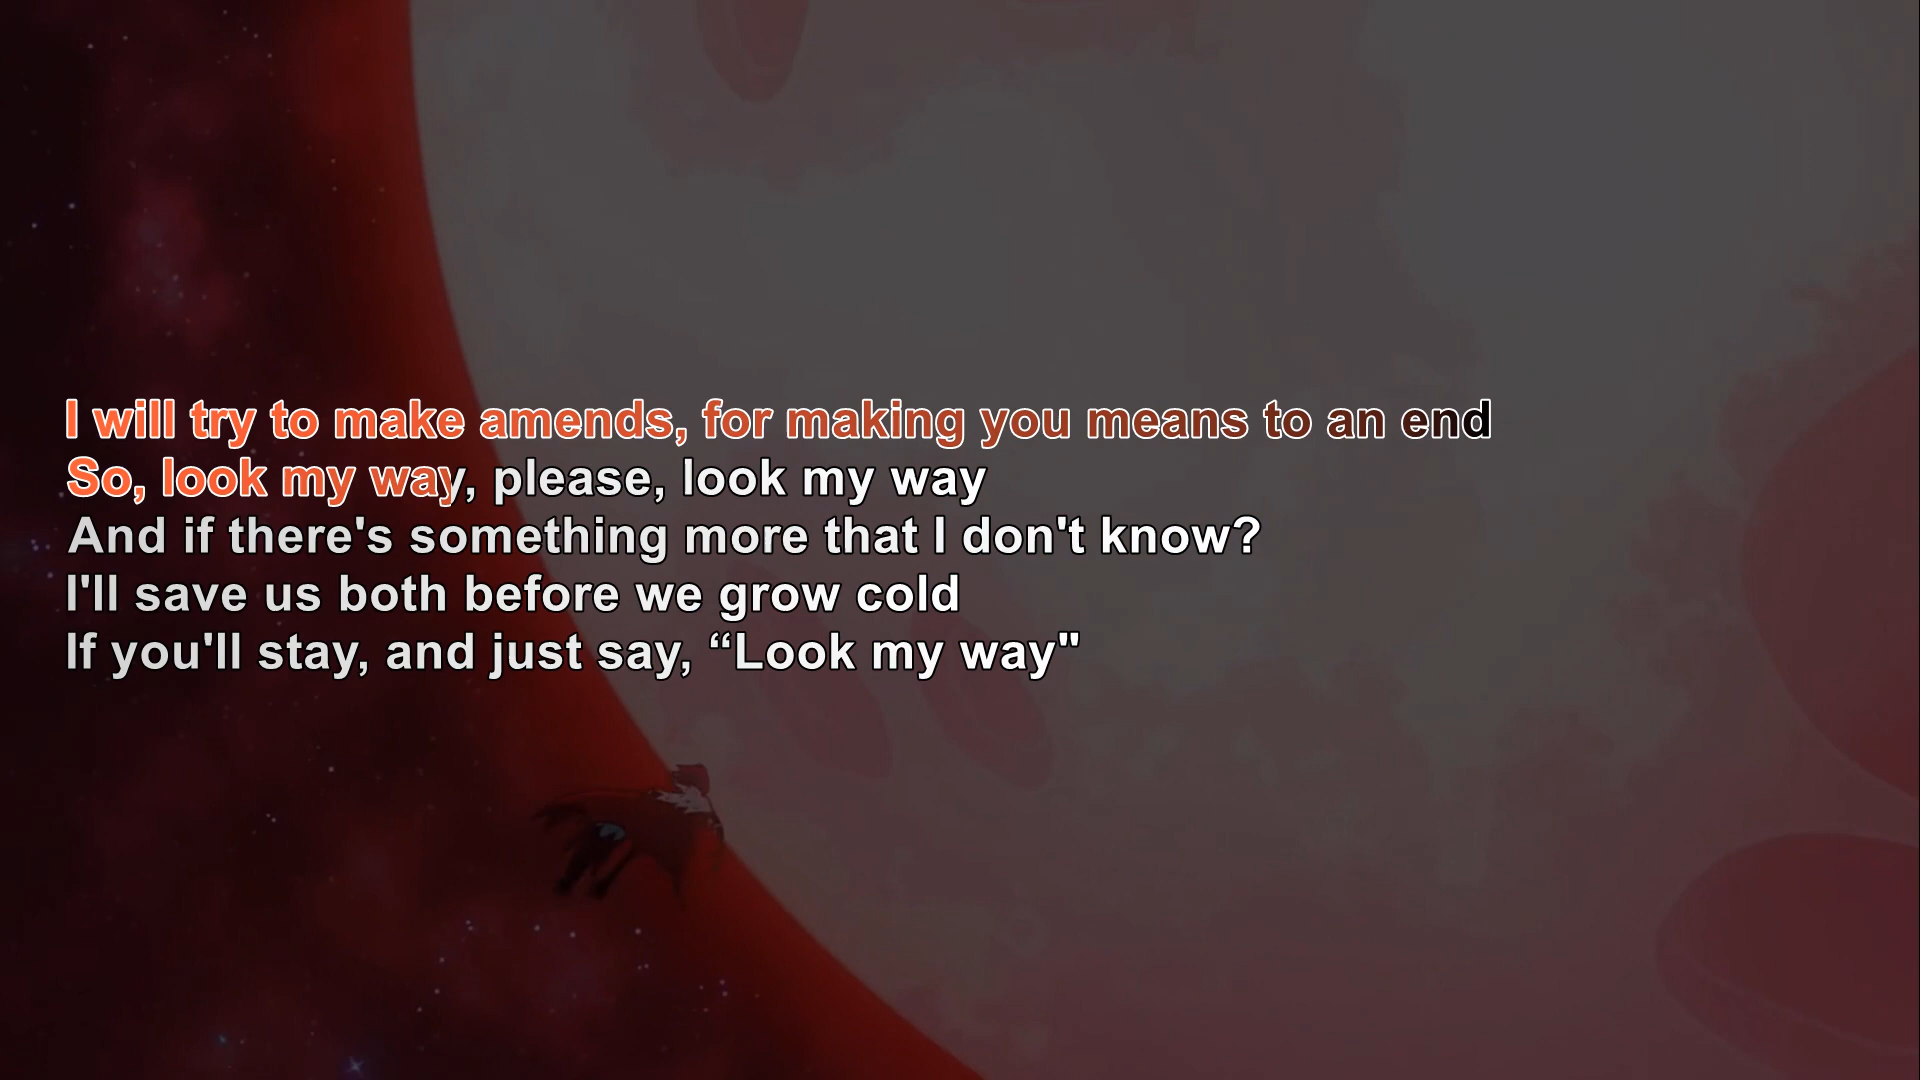 I will try to make amends, for making you means to an end
So, look my way, please, look my way
And if there's something more that I don't know?
I'll save us both before we grow cold
If you'll stay, and just say, “Look my way"